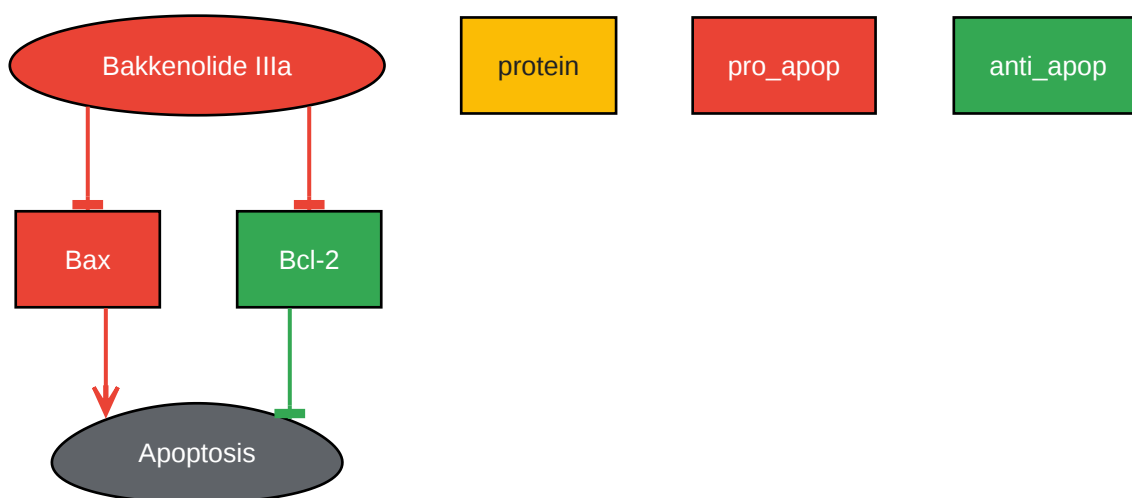 Bakkenolide IIIa
protein
pro_apop
anti_apop
Bax
Bcl-2
Apoptosis